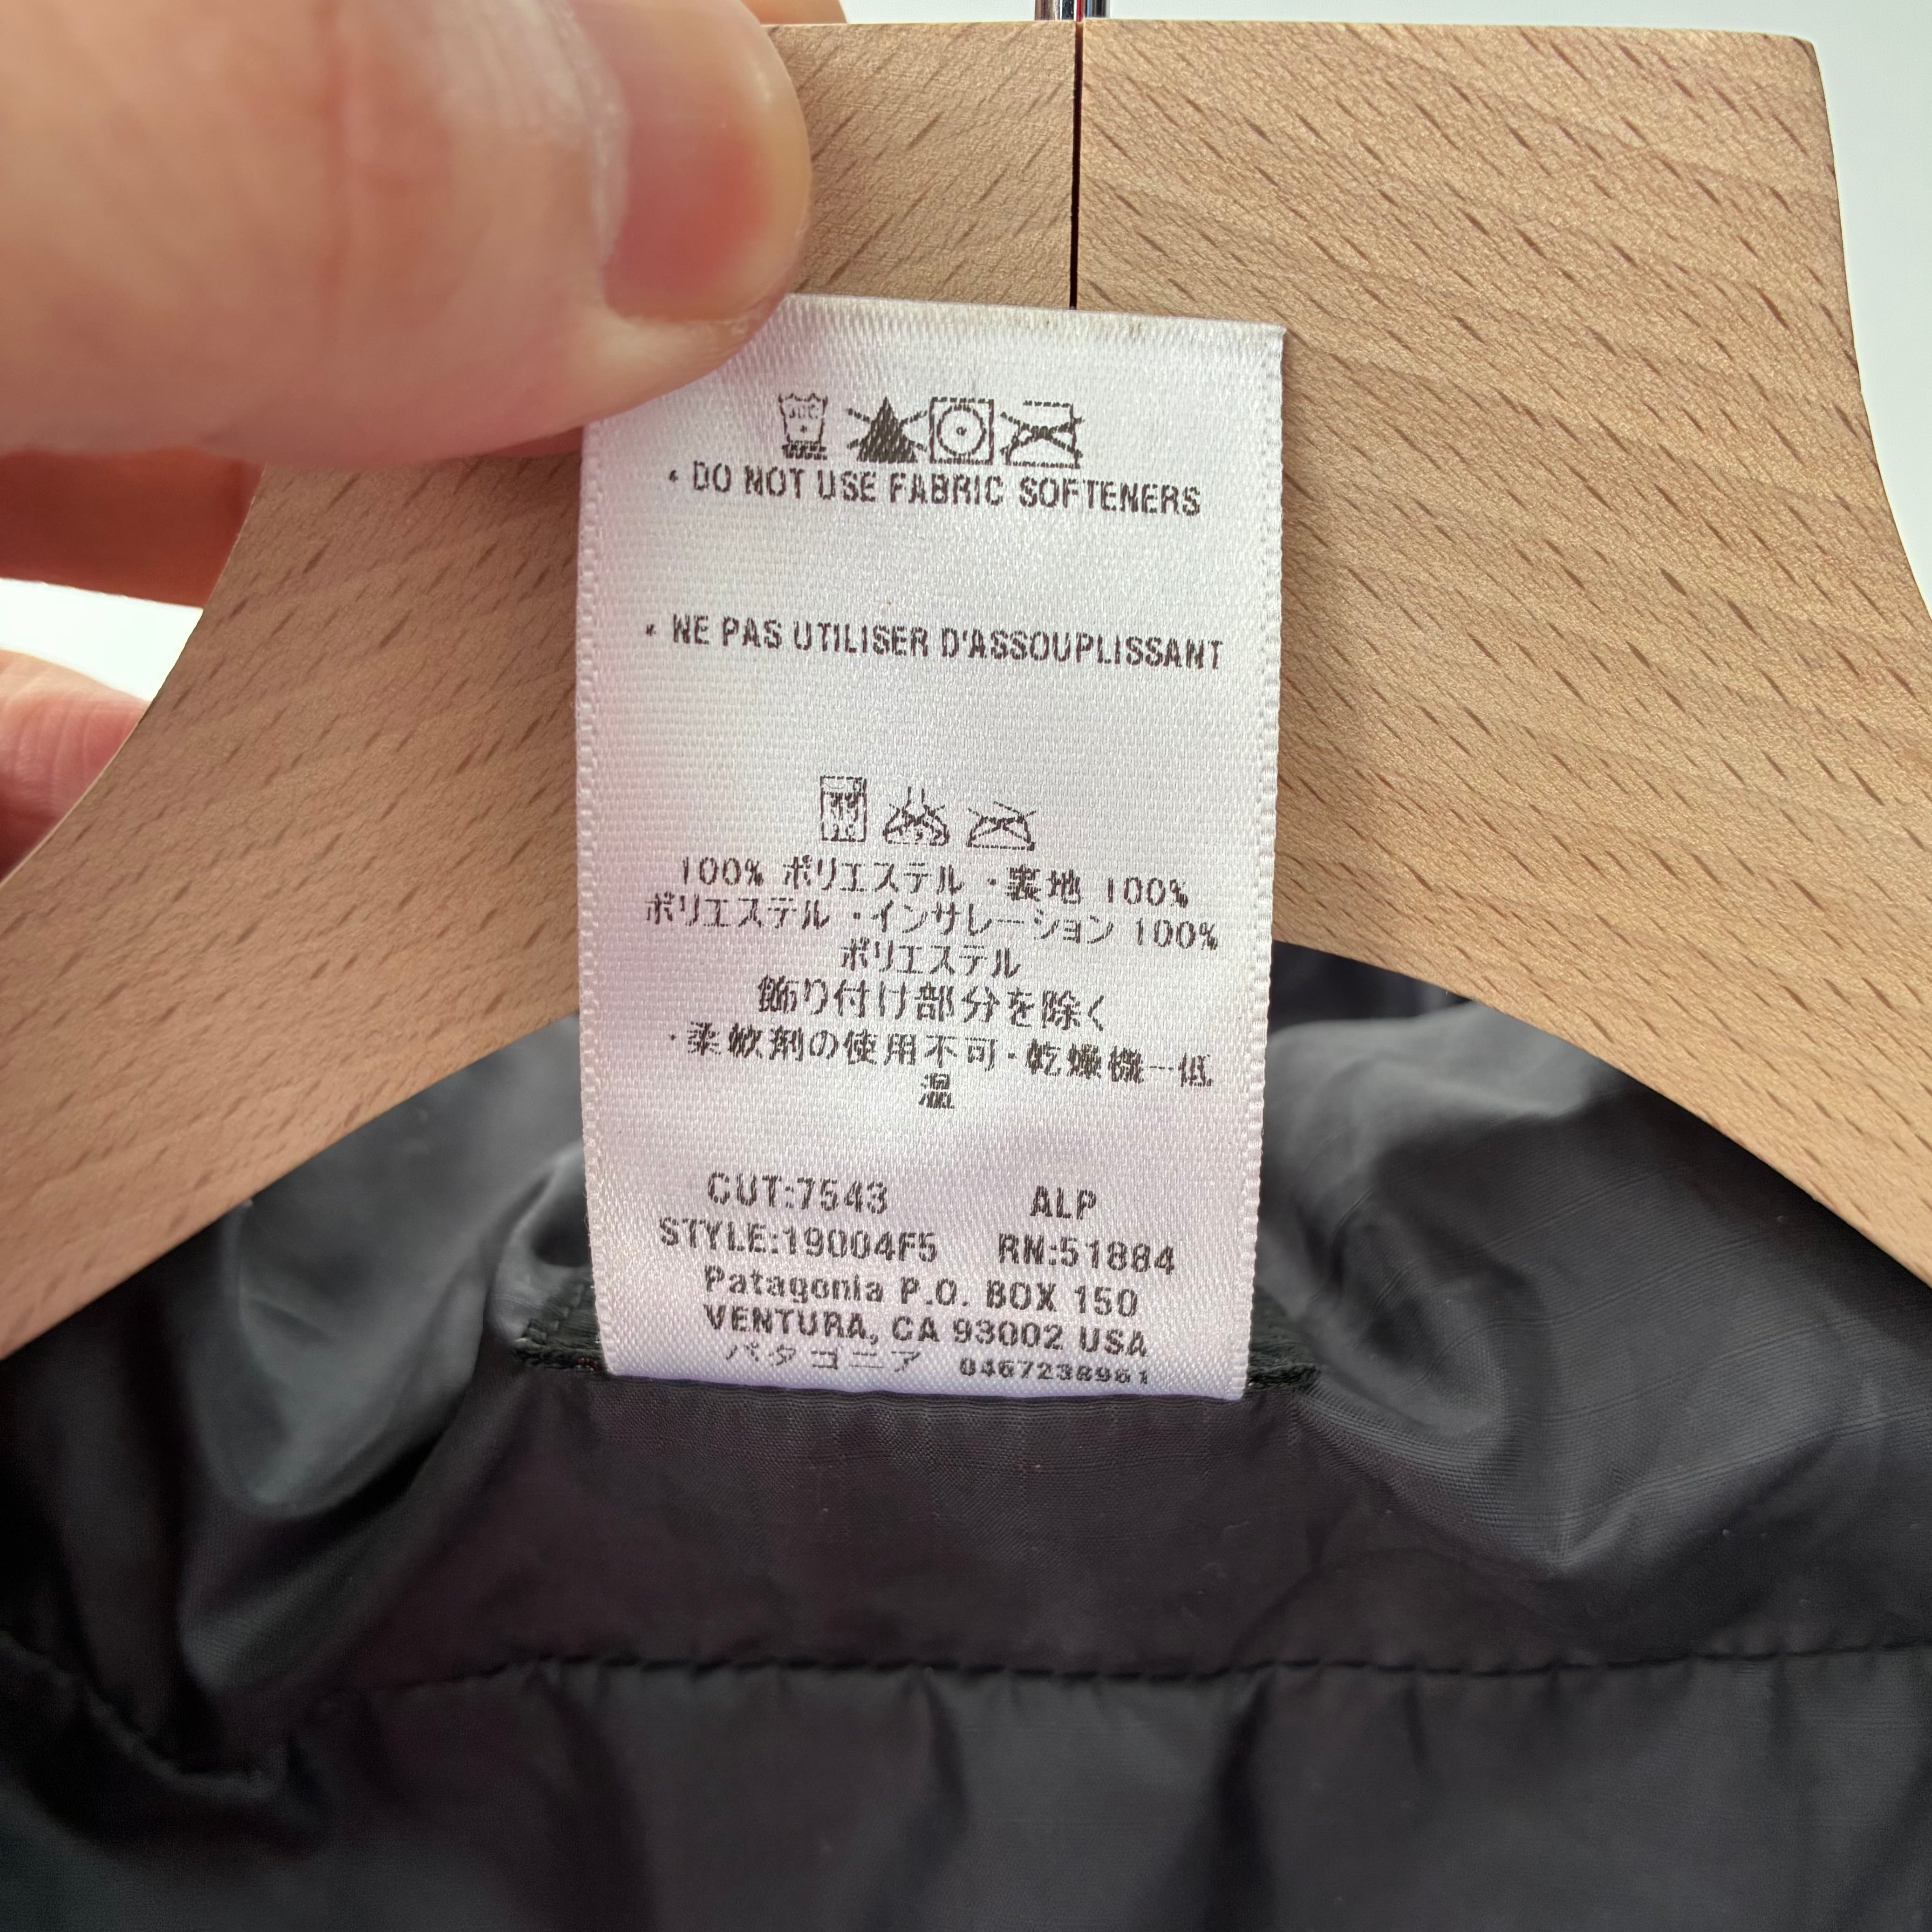 30C
• DO NOT USE FABRIC SOFTENERS
• NE PAS UTILISER D'ASSOUPLISSANT
100% ポリエステル ・裏地 100%
ポリエステル ・インサレーション 100%
ポリエステル
飾り付け部分を除く
・柔軟剤の使用不可・乾燥機ー低
温
CUT:7543 ALP
STYLE:19004F5 RN:51884
Patagonia P.O. BOX 150
VENTURA, CA 93002 USA
パタゴニア 0467238961